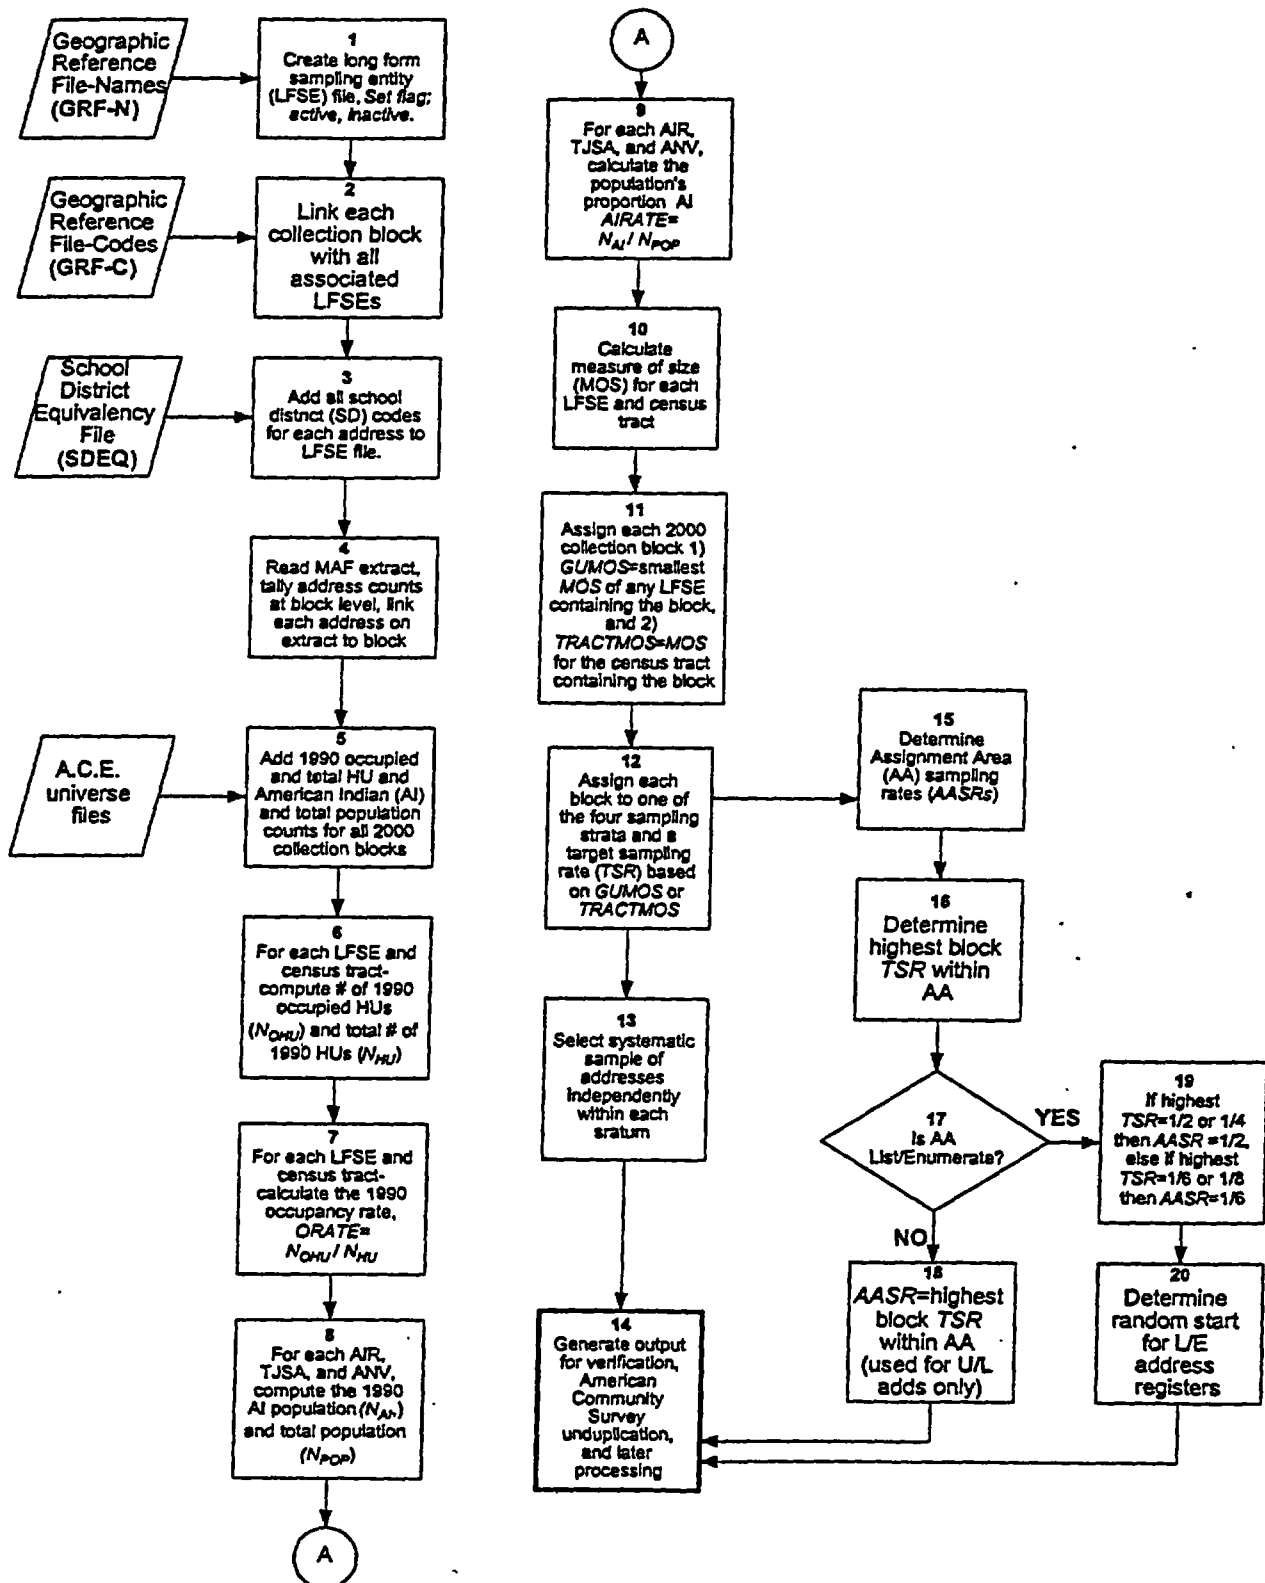 Geographic
Reference
File-Names
(GRF-N)
1
Create long form
sampling entity
(LFSE) file, Set flag;
active, inactive.
Geographic
Reference
File-Codes
(GRF-C)
2
Link each
collection block
with all
associated
LFSEs
School
District
Equivalency
File
(SDEQ)
3
Add all school
district (SD) codes
for each address to
LFSE file.
4
Read MAF extract,
tally address counts
at block level, link
each address on
extract to block
A.C.E.
universe
files
5
Add 1990 occupied
and total HU and
American Indian (AI)
and total population
counts for all 2000
collection blocks
6
For each LFSE and
census tract-
compute # of 1990
occupied HUs
(N_OHU) and total # of
1990 HUs (N_HU)
7
For each LFSE and
census tract-
calculate the 1990
occupancy rate,
ORATE=
N_OHU / N_HU
8
For each AIR,
TJSA, and ANV,
compute the 1990
AI population (N_AI,)
and total population
(N_POP)
A
A
9
For each AIR,
TJSA, and ANV,
calculate the
population's
proportion AI
AIRATE=
N_AI / N_POP
10
Calculate
measure of size
(MOS) for each
LFSE and census
tract
11
Assign each 2000
collection block 1)
GUMOS=smallest
MOS of any LFSE
containing the block,
and 2)
TRACTMOS=MOS
for the census tract
containing the block
12
Assign each
block to one of
the four sampling
strata and a
target sampling
rate (TSR) based
on GUMOS or
TRACTMOS
13
Select systematic
sample of
addresses
independently
within each
sratum
14
Generate output
for verification,
American
Community
Survey
unduplication,
and later
processing
15
Determine
Assignment Area
(AA) sampling
rates (AASRs)
16
Determine
highest block
TSR within
AA
17
Is AA
List/Enumerate?
YES
NO
18
AASR=highest
block TSR
within AA
(used for U/L
adds only)
19
If highest
TSR=1/2 or 1/4
then AASR =1/2,
else if highest
TSR=1/6 or 1/8
then AASR=1/6
20
Determine
random start
for L/E
address
registers